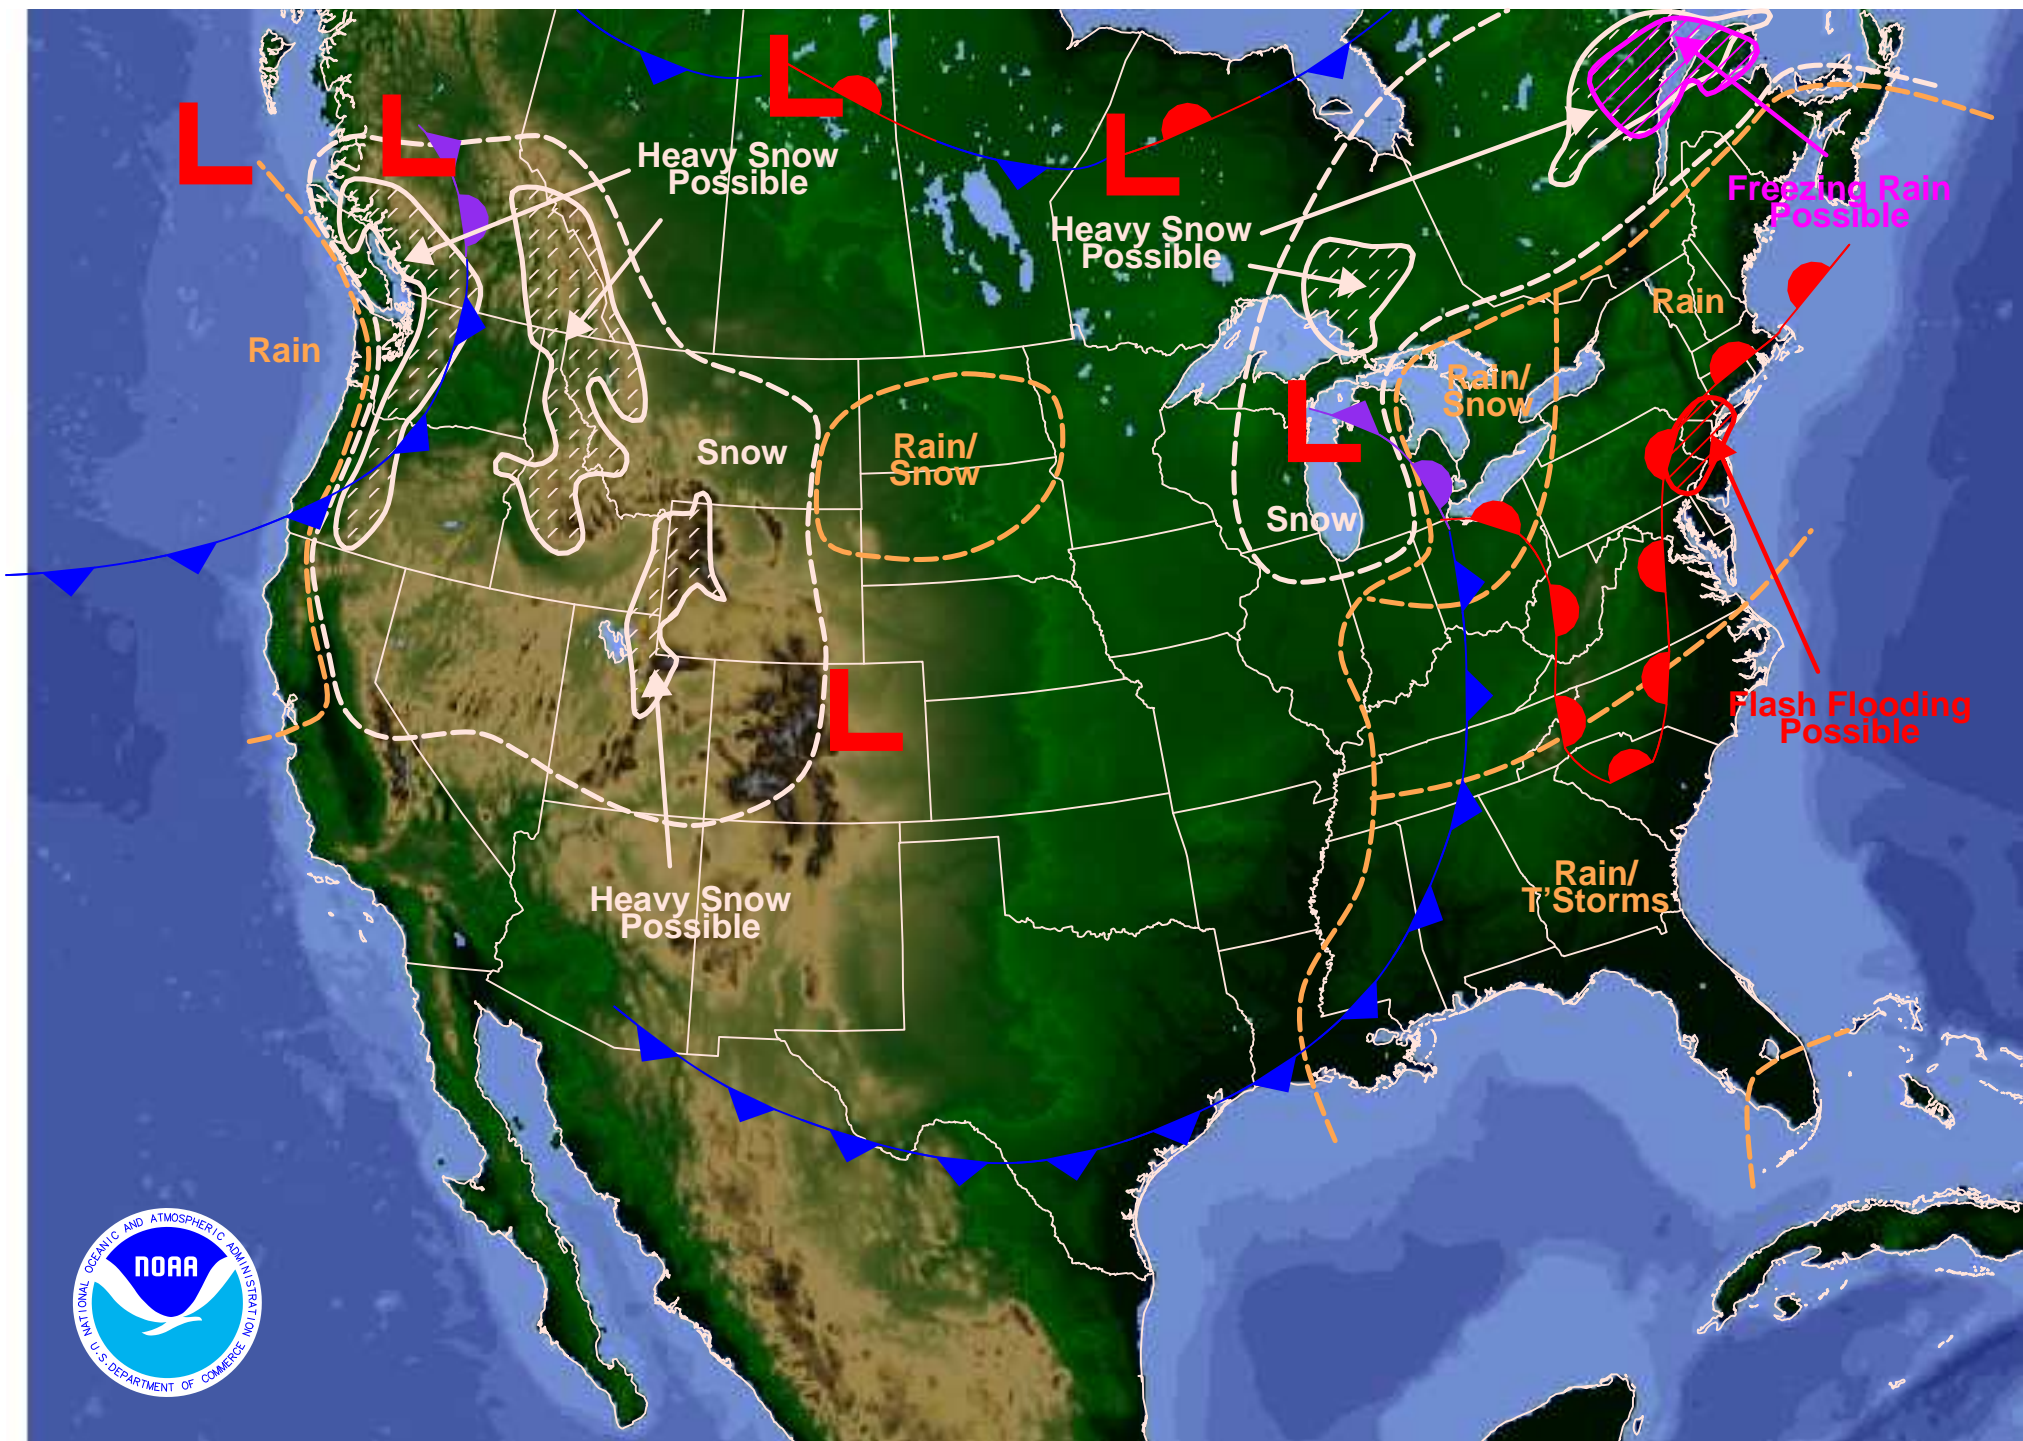 L
L
L
L
Heavy Snow
Possible
Freezing Rain
Possible
Heavy Snow
Possible
Rain
Rain
Rain/
Snow
L
Snow
Rain/
Snow
Snow
L
Flash Flooding
Possible
Rain/
T'Storms
Heavy Snow
Possible
NATIONAL OCEANIC AND ATMOSPHERIC ADMINISTRATION
NOAA
U.S. DEPARTMENT OF COMMERCE